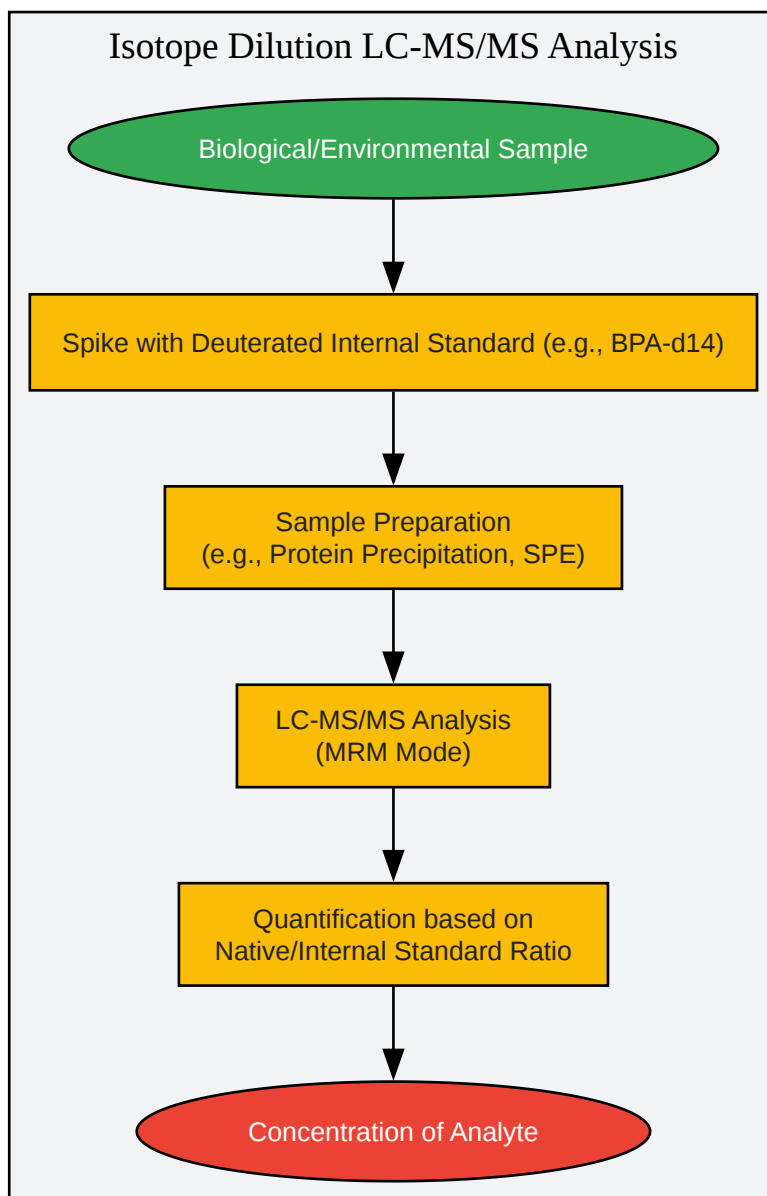 Isotope Dilution LC-MS/MS Analysis
Biological/Environmental Sample
Spike with Deuterated Internal Standard (e.g., BPA-d14)
Sample Preparation
(e.g., Protein Precipitation, SPE)
LC-MS/MS Analysis
(MRM Mode)
Quantification based on
Native/Internal Standard Ratio
Concentration of Analyte